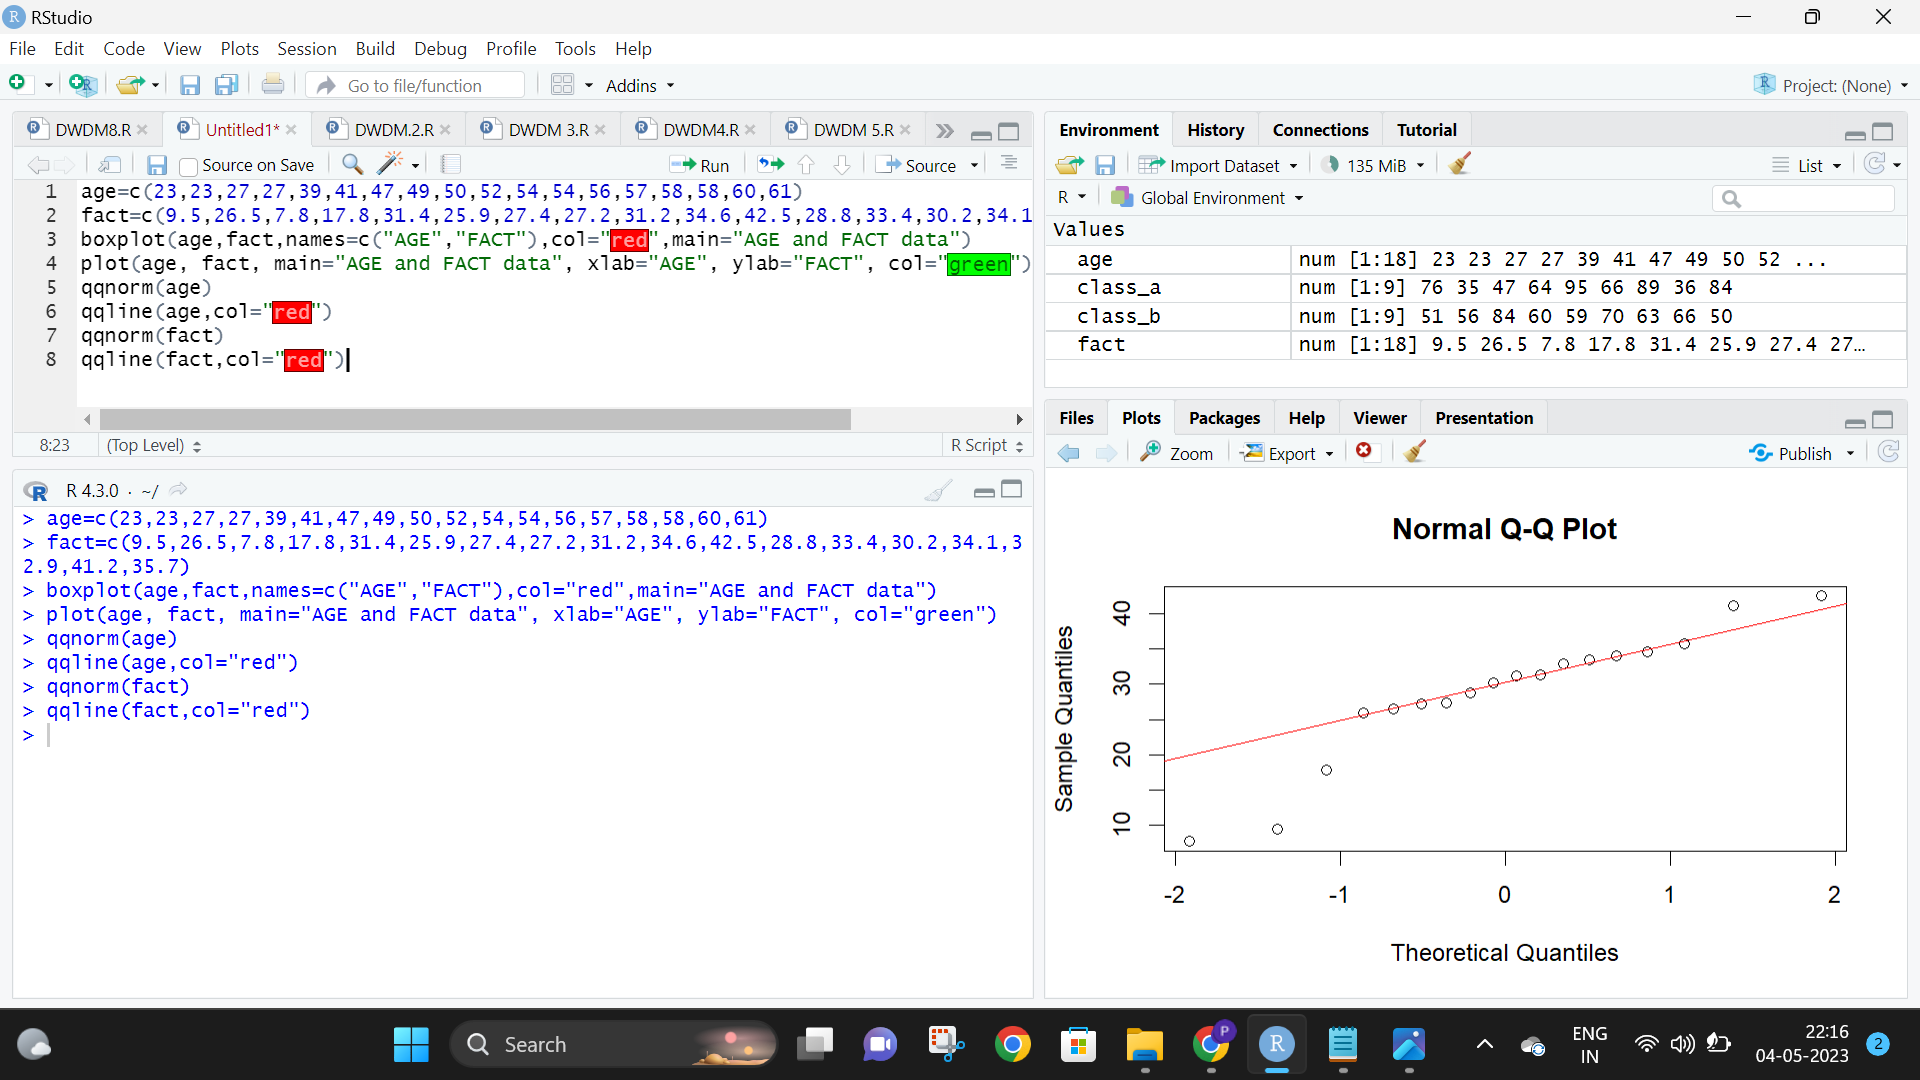 RStudio
File Edit Code View Plots Session Build Debug Profile Tools Help
Go to file/function Addins Project: (None)
DWDM8.R Untitled1* DWDM.2.R DWDM 3.R DWDM4.R DWDM 5.R
Source on Save Run Source
1 age=c(23,23,27,27,39,41,47,49,50,52,54,54,56,57,58,58,60,61)
2 fact=c(9.5,26.5,7.8,17.8,31.4,25.9,27.4,27.2,31.2,34.6,42.5,28.8,33.4,30.2,34.1
3 boxplot(age,fact,names=c("AGE","FACT"),col="red",main="AGE and FACT data")
4 plot(age, fact, main="AGE and FACT data", xlab="AGE", ylab="FACT", col="green")
5 qqnorm(age)
6 qqline(age,col="red")
7 qqnorm(fact)
8 qqline(fact,col="red")
8:23 (Top Level) R Script
R 4.3.0 · ~/
> age=c(23,23,27,27,39,41,47,49,50,52,54,54,56,57,58,58,60,61)
> fact=c(9.5,26.5,7.8,17.8,31.4,25.9,27.4,27.2,31.2,34.6,42.5,28.8,33.4,30.2,34.1,3
2.9,41.2,35.7)
> boxplot(age,fact,names=c("AGE","FACT"),col="red",main="AGE and FACT data")
> plot(age, fact, main="AGE and FACT data", xlab="AGE", ylab="FACT", col="green")
> qqnorm(age)
> qqline(age,col="red")
> qqnorm(fact)
> qqline(fact,col="red")
>
Environment History Connections Tutorial
Import Dataset 135 MiB List
R Global Environment
Values
age num [1:18] 23 23 27 27 39 41 47 49 50 52 ...
class_a num [1:9] 76 35 47 64 95 66 89 36 84
class_b num [1:9] 51 56 84 60 59 70 63 66 50
fact num [1:18] 9.5 26.5 7.8 17.8 31.4 25.9 27.4 27…
Files Plots Packages Help Viewer Presentation
Zoom Export Publish
Normal Q-Q Plot
Sample Quantiles
40
30
20
10
-2 -1 0 1 2
Theoretical Quantiles
Search
P
R
ENG
IN
22:16
04-05-2023
2